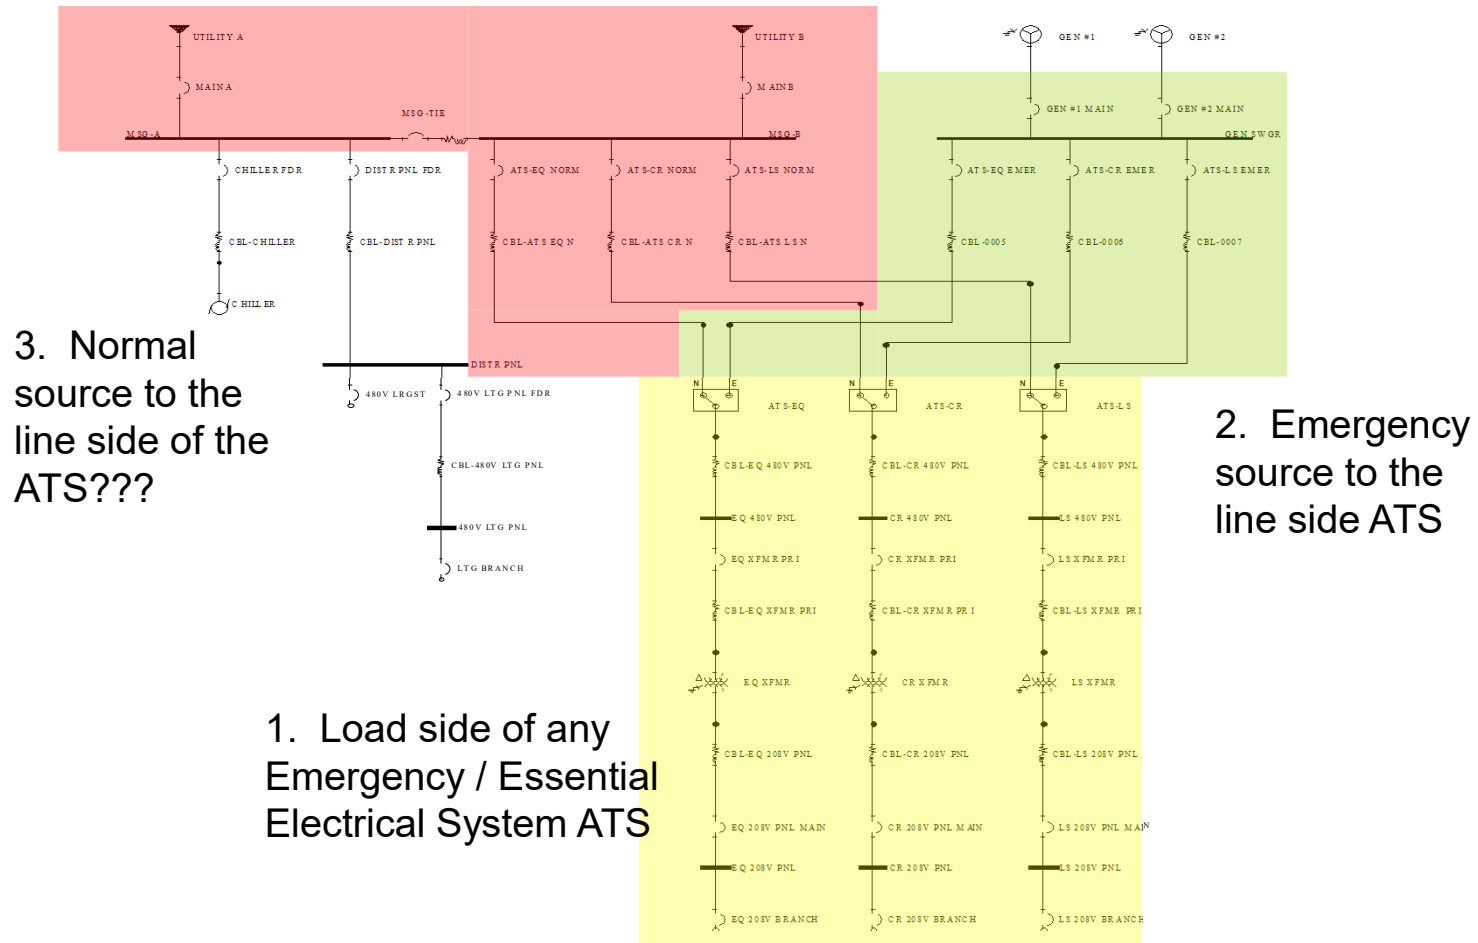 UTILITY A
UTILITY B
GEN #1
GEN #2
MAIN A
MAIN B
MSG-TIE
GEN #1 MAIN
GEN #2 MAIN
MSG-A
MSG-B
GEN SWGR
CHILLER FDR
DISTR PNL FDR
ATS-EQ NORM
ATS-CR NORM
ATS-LS NORM
ATS-EQ EMER
ATS-CR EMER
ATS-LS EMER
CBL-CHILLER
CBL-DISTR PNL
CBL-ATS EQ N
CBL-ATS CR N
CBL-ATS LS N
CBL-0005
CBL-0006
CBL-0007
CHILLER
3. Normal
source to the
line side of the
ATS???
DISTR PNL
480V LRGST
480V LTG PNL FDR
CBL-480V LTG PNL
480V LTG PNL
LTG BRANCH
N E
ATS-EQ
N E
ATS-CR
N E
ATS-LS
2. Emergency
source to the
line side ATS
CBL-EQ 480V PNL
CBL-CR 480V PNL
CBL-LS 480V PNL
EQ 480V PNL
CR 480V PNL
LS 480V PNL
EQ XFMR PRI
CR XFMR PRI
LS XFMR PRI
CBL-EQ XFMR PRI
CBL-CR XFMR PRI
CBL-LS XFMR PRI
EQ XFMR
CR XFMR
LS XFMR
1. Load side of any
Emergency / Essential
Electrical System ATS
CBL-EQ 208V PNL
CBL-CR 208V PNL
CBL-LS 208V PNL
EQ 208V PNL MAIN
CR 208V PNL MAIN
LS 208V PNL MAIN
EQ 208V PNL
CR 208V PNL
LS 208V PNL
EQ 208V BRANCH
CR 208V BRANCH
LS 208V BRANCH